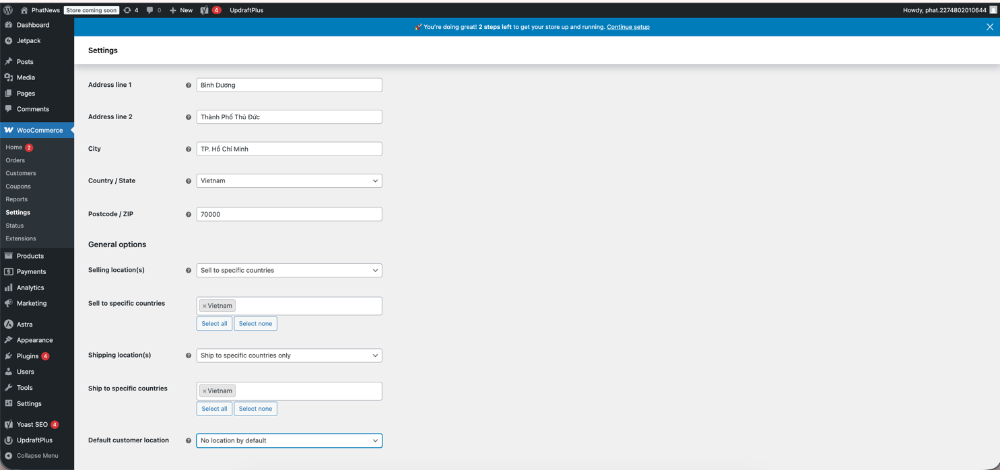 PhatNews Store coming soon 4 0 New 4 UpdraftPlus Howdy, phat.2274802010644
🚀 You're doing great! 2 steps left to get your store up and running. Continue setup
Dashboard
Jetpack
Posts
Media
Pages
Comments
WooCommerce
Home 2
Orders
Customers
Coupons
Reports
Settings
Status
Extensions
Products
Payments
Analytics
Marketing
Astra
Appearance
Plugins 4
Users
Tools
Settings
Yoast SEO 4
UpdraftPlus
Collapse Menu
Settings
Address line 1 Bình Dương
Address line 2 Thành Phố Thủ Đức
City TP. Hồ Chí Minh
Country / State Vietnam
Postcode / ZIP 70000
General options
Selling location(s) Sell to specific countries
Sell to specific countries × Vietnam
Select all Select none
Shipping location(s) Ship to specific countries only
Ship to specific countries × Vietnam
Select all Select none
Default customer location No location by default